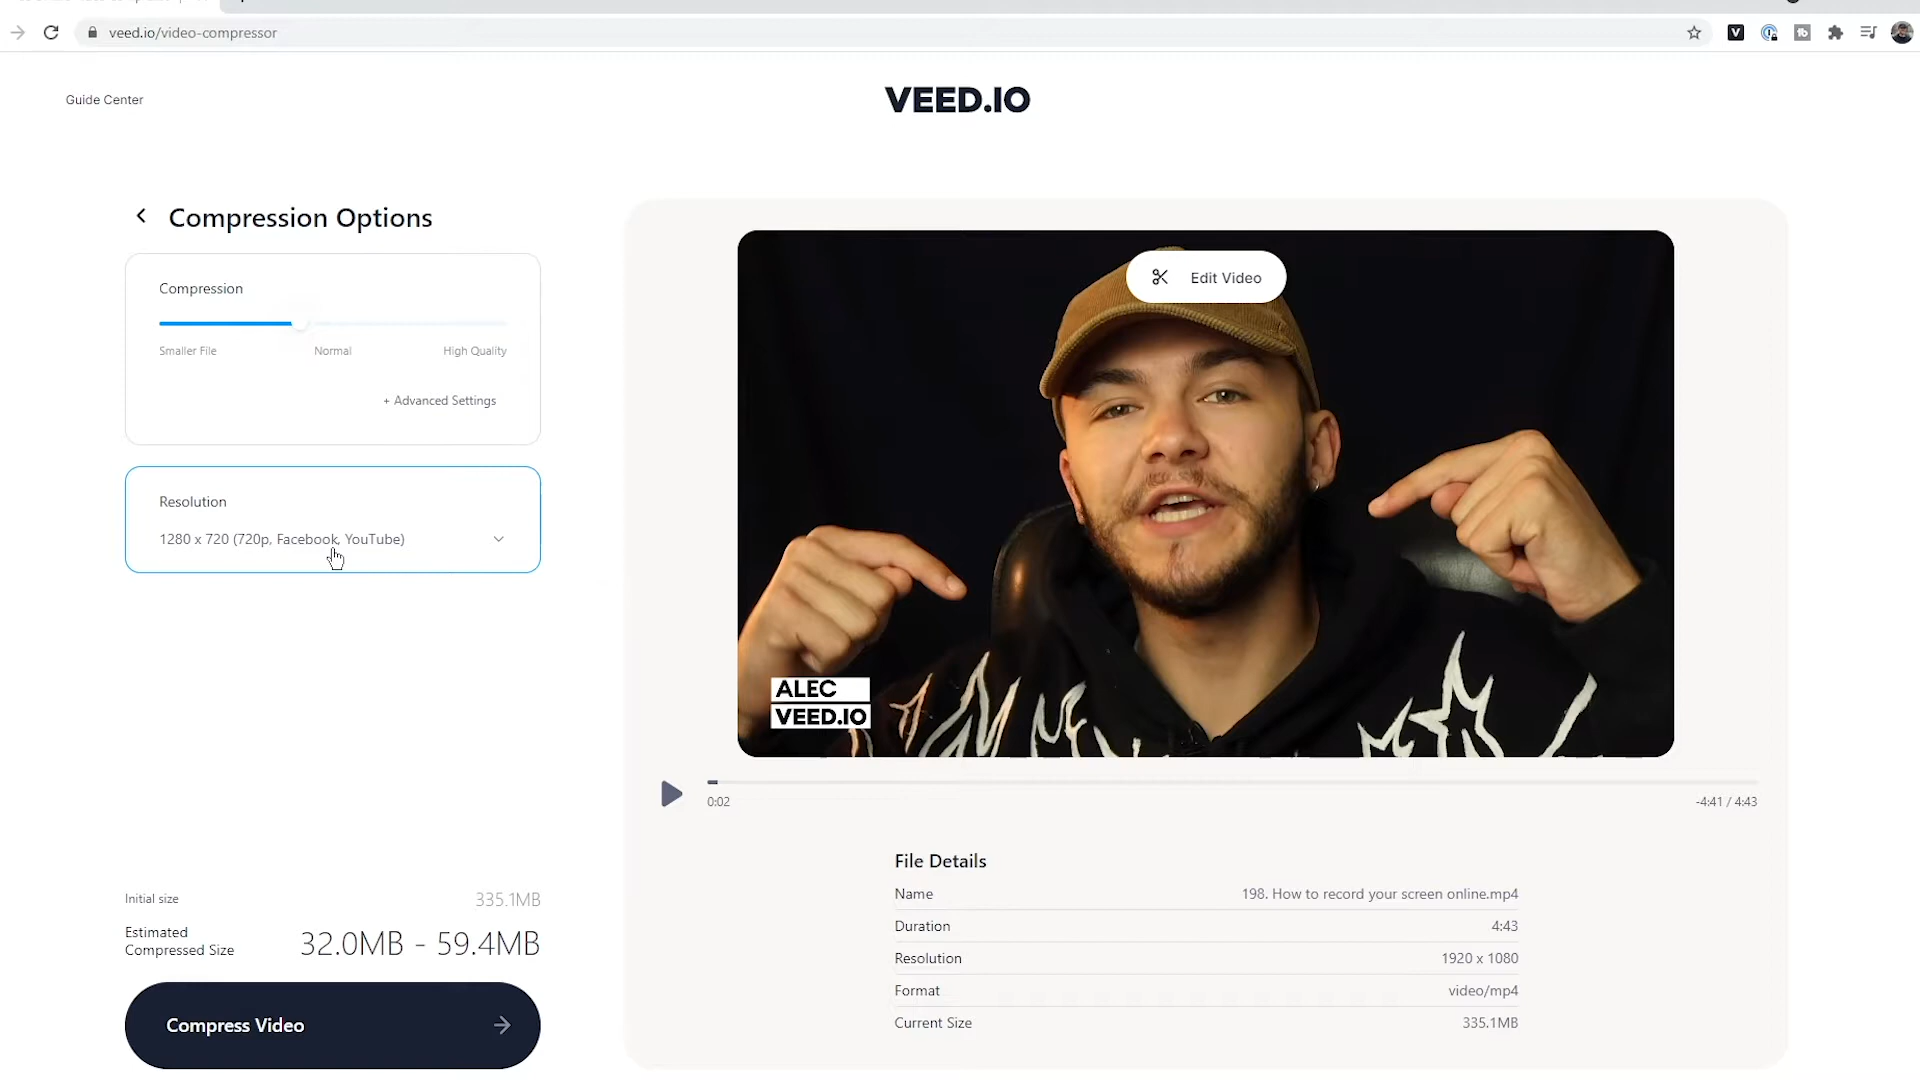 veed.io/video-compressor
Guide Center
VEED.IO
Compression Options
Compression
Smaller File
Normal
High Quality
+ Advanced Settings
Resolution
1280 x 720 (720p, Facebook, YouTube)
Initial size
335.1MB
Estimated
Compressed Size
32.0MB - 59.4MB
Compress Video
Edit Video
ALEC
VEED.IO
0:02
-4:41 / 4:43
File Details
Name
198. How to record your screen online.mp4
Duration
4:43
Resolution
1920 x 1080
Format
video/mp4
Current Size
335.1MB